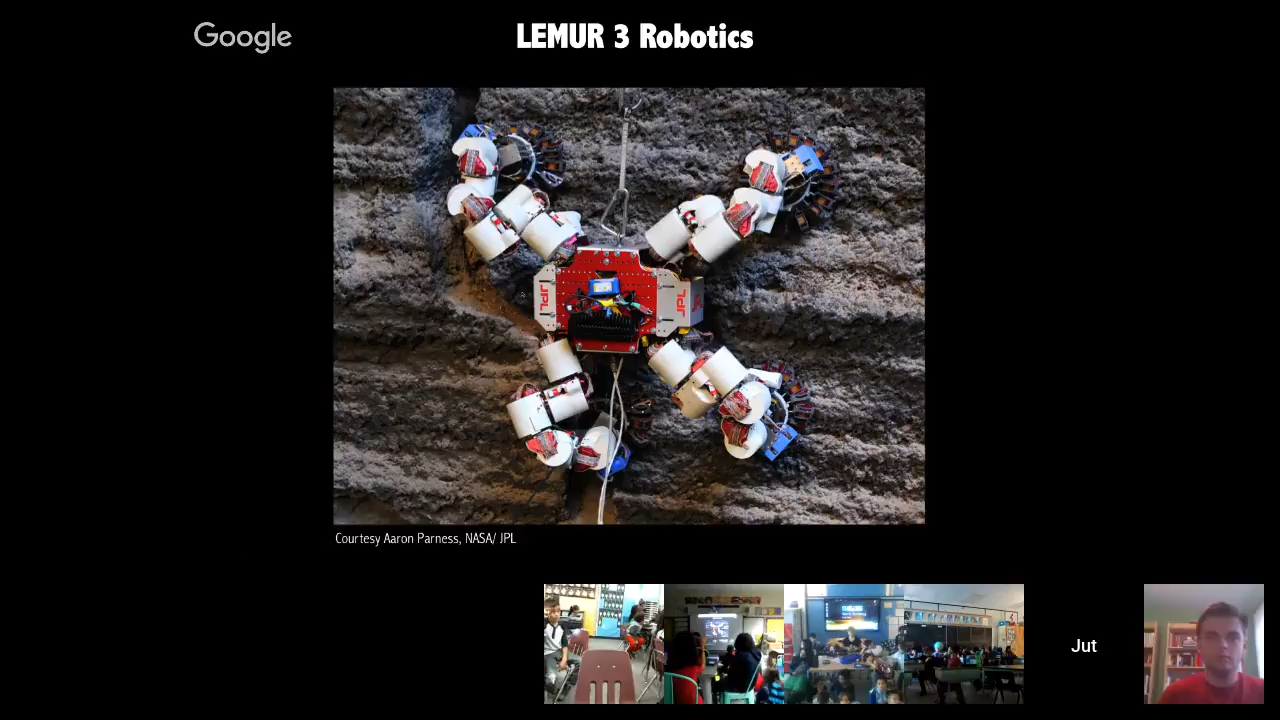 Google
LEMUR 3 Robotics
JPL
JPL
Courtesy Aaron Parness, NASA/ JPL
Jut